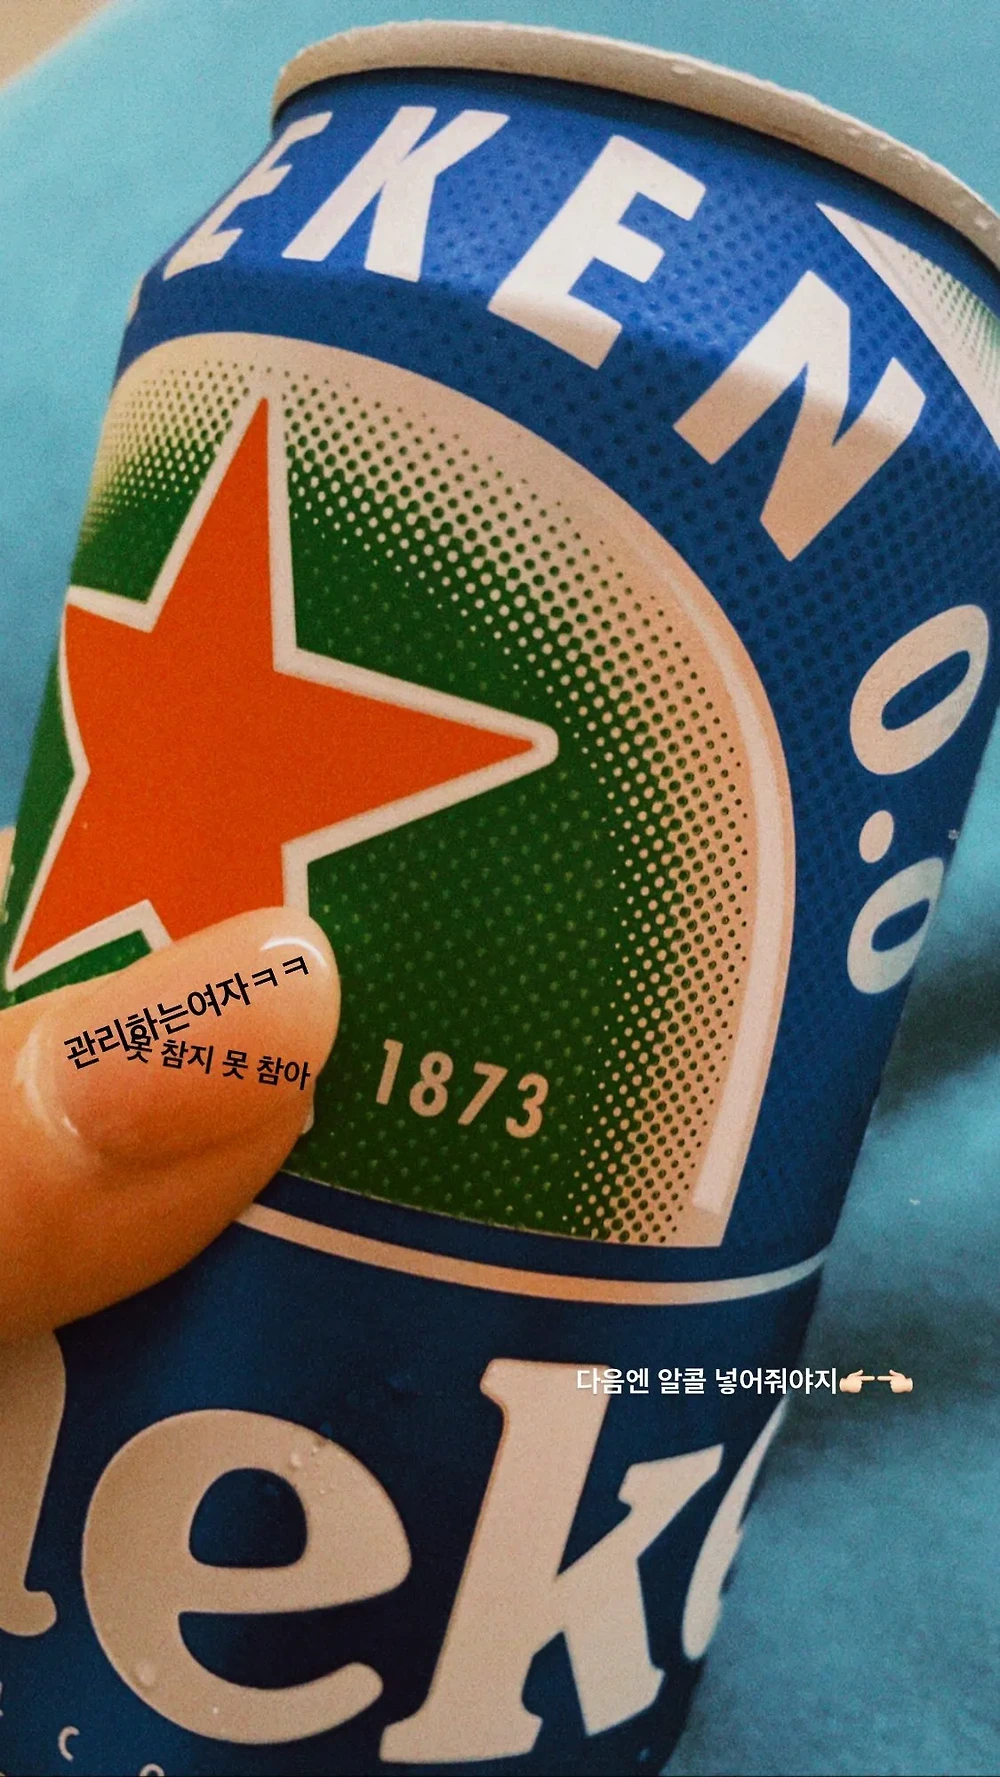 EKEN 0.0
관리하는여자ㅋㅋ
못 참지 못 참아
1873
다음엔 알콜 넣어줘야지👉🏻👈🏻
eke